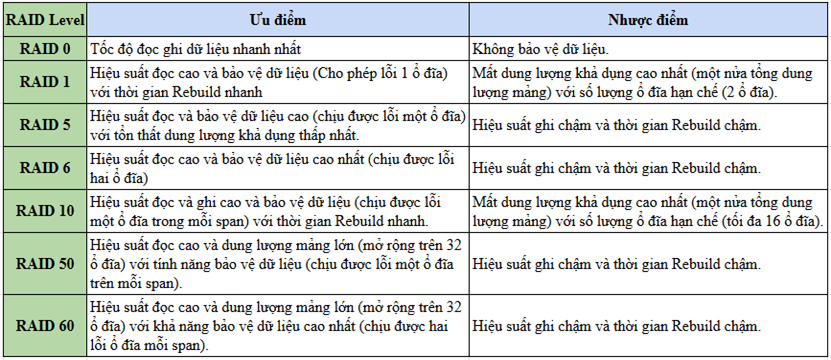 RAID Level Ưu điểm Nhược điểm
RAID 0 Tốc độ đọc ghi dữ liệu nhanh nhất Không bảo vệ dữ liệu.
RAID 1
Hiệu suất đọc cao và bảo vệ dữ liệu (Cho phép lỗi 1 ổ đĩa)
với thời gian Rebuild nhanh
Mất dung lượng khả dụng cao nhất (một nửa tổng dung
lượng mảng) với số lượng ổ đĩa hạn chế (2 ổ đĩa).
RAID 5
Hiệu suất đọc và bảo vệ dữ liệu cao (chịu được lỗi một ổ đĩa)
với tổn thất dung lượng khả dụng thấp nhất.
Hiệu suất ghi chậm và thời gian Rebuild chậm.
RAID 6
Hiệu suất đọc cao và bảo vệ dữ liệu cao nhất (chịu được lỗi
hai ổ đĩa)
Hiệu suất ghi chậm và thời gian Rebuild chậm.
RAID 10
Hiệu suất đọc và ghi cao và bảo vệ dữ liệu (chịu được lỗi
một ổ đĩa trong mỗi span) với thời gian Rebuild nhanh.
Mất dung lượng khả dụng cao nhất (một nửa tổng dung
lượng mảng) với số lượng ổ đĩa hạn chế (tối đa 16 ổ đĩa).
RAID 50
Hiệu suất đọc cao và dung lượng mảng lớn (mở rộng trên 32
ổ đĩa) với tính năng bảo vệ dữ liệu (chịu được lỗi một ổ đĩa
trên mỗi span).
Hiệu suất ghi chậm và thời gian Rebuild chậm.
RAID 60
Hiệu suất đọc cao và dung lượng mảng lớn (mở rộng trên 32
ổ đĩa) với khả năng bảo vệ dữ liệu cao nhất (chịu được hai
lỗi ổ đĩa mỗi span).
Hiệu suất ghi chậm và thời gian Rebuild chậm.